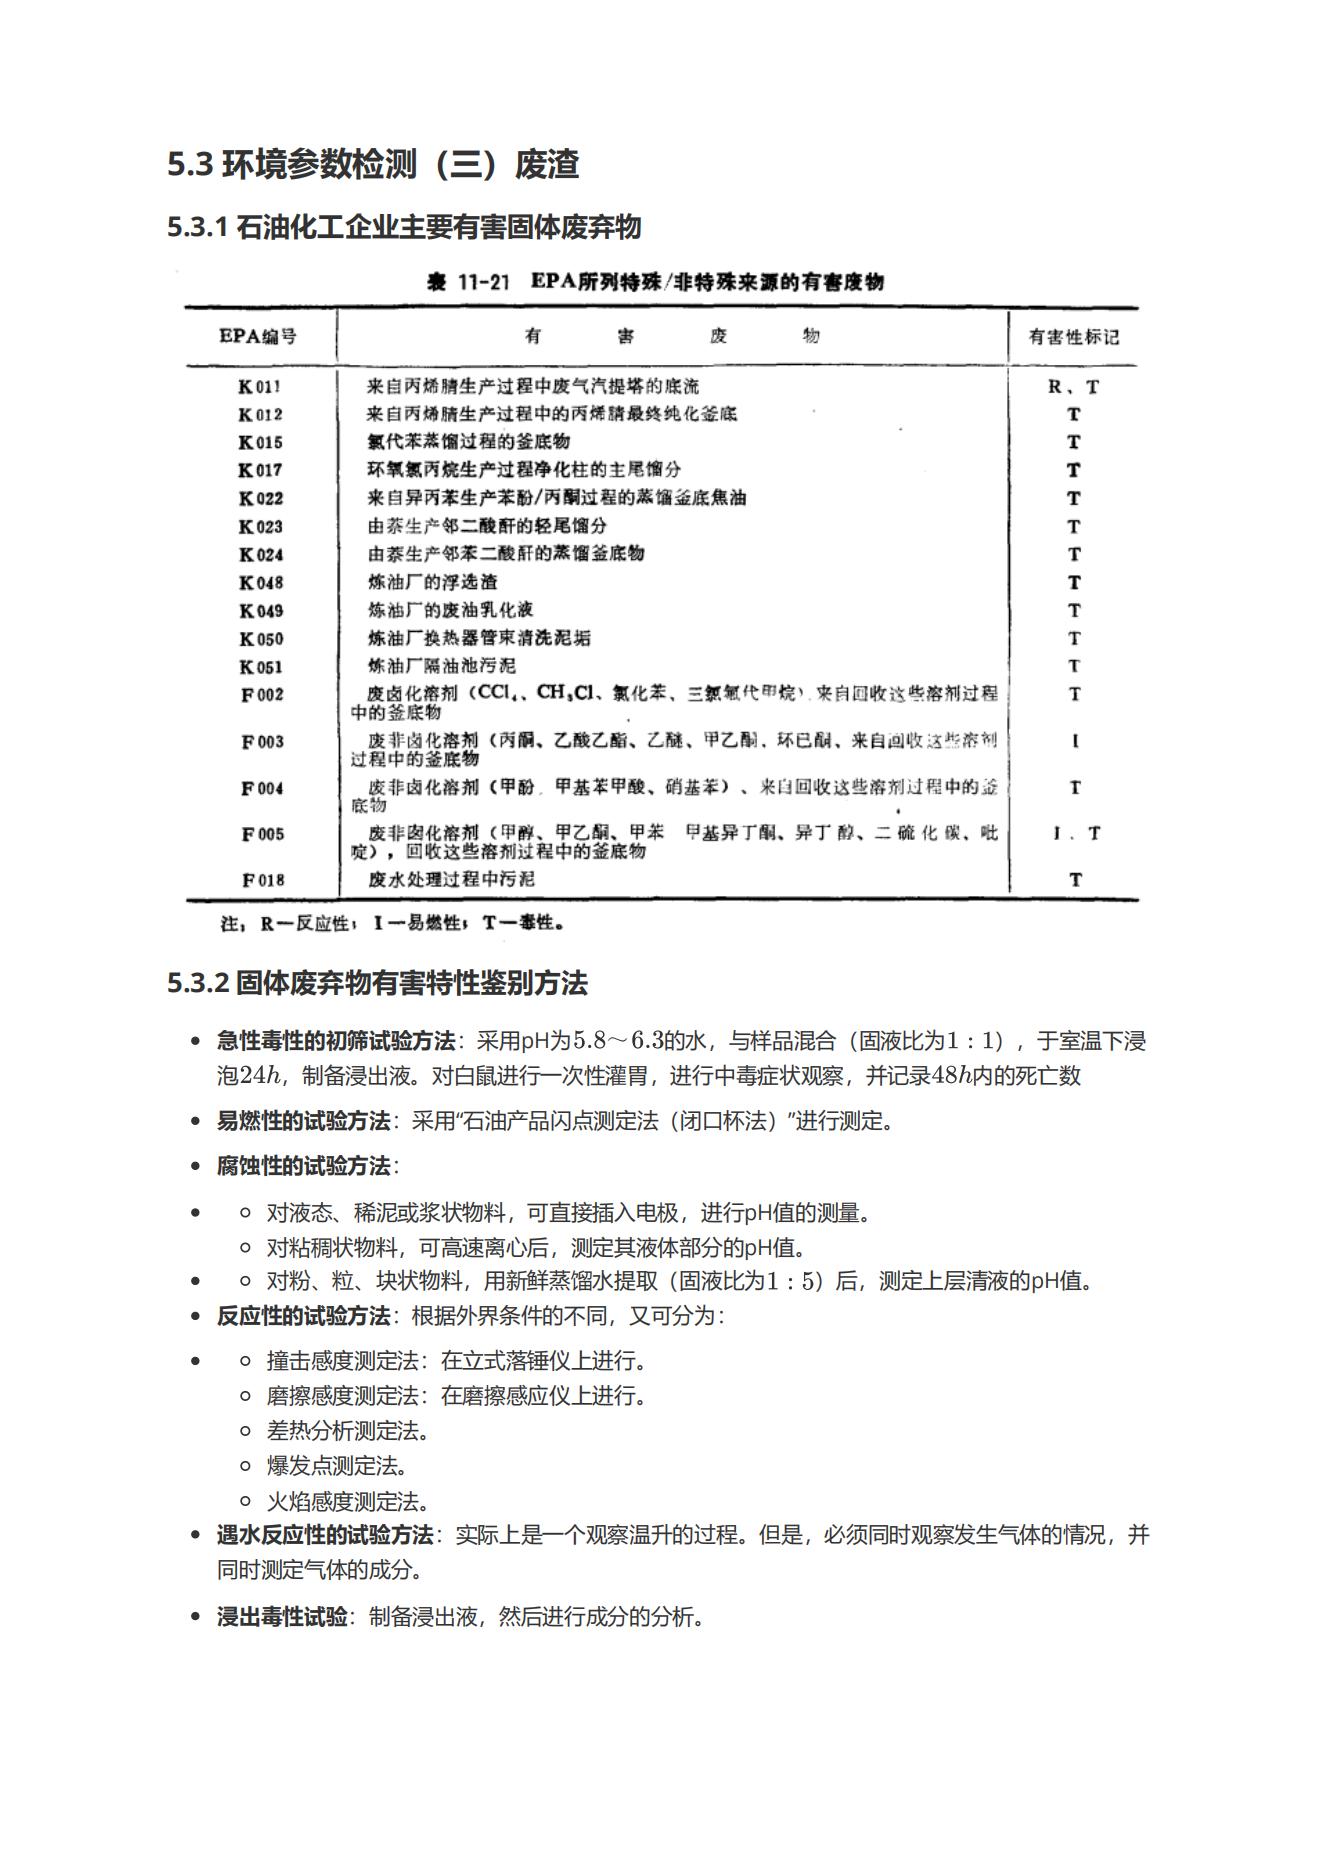 5.3 环境参数检测（三）废渣
5.3.1 石油化工企业主要有害固体废弃物
表 11-21 EPA所列特殊/非特殊来源的有害废物
EPA编号 有害废物 有害性标记
K011 来自丙烯腈生产过程中废气汽提塔的底流 R、T
K012 来自丙烯腈生产过程中的丙烯腈最终纯化釜底 T
K015 氯代苯蒸馏过程的釜底物 T
K017 环氧氯丙烷生产过程净化柱的主尾馏分 T
K022 来自异丙苯生产苯酚/丙酮过程的蒸馏釜底焦油 T
K023 由萘生产邻二酸酐的轻尾馏分 T
K024 由萘生产邻苯二酸酐的蒸馏釜底物 T
K048 炼油厂的浮选渣 T
K049 炼油厂的废油乳化液 T
K050 炼油厂换热器管束清洗泥垢 T
K051 炼油厂隔油池污泥 T
F002 废卤化溶剂（CCl₄、CH₃Cl、氯化苯、三氯氟代甲烷）.来自回收这些溶剂过程 T
中的釜底物
F003 废非卤化溶剂（丙酮、乙酸乙酯、乙醚、甲乙酮、环已酮、来自回收这些溶剂 I
过程中的釜底物
F004 废非卤化溶剂（甲酚、甲基苯甲酸、硝基苯）、来自回收这些溶剂过程中的釜 T
底物
F005 废非卤化溶剂（甲醇、甲乙酮、甲苯 甲基异丁酮、异丁醇、二硫化碳、吡 I、T
啶），回收这些溶剂过程中的釜底物
F018 废水处理过程中污泥 T
注：R—反应性；I—易燃性；T—毒性。
5.3.2 固体废弃物有害特性鉴别方法
• 急性毒性的初筛试验方法：采用pH为5.8～6.3的水，与样品混合（固液比为1:1），于室温下浸
泡24h，制备浸出液。对白鼠进行一次性灌胃，进行中毒症状观察，并记录48h内的死亡数
• 易燃性的试验方法：采用“石油产品闪点测定法（闭口杯法）”进行测定。
• 腐蚀性的试验方法：
• ○ 对液态、稀泥或浆状物料，可直接插入电极，进行pH值的测量。
○ 对粘稠状物料，可高速离心后，测定其液体部分的pH值。
• ○ 对粉、粒、块状物料，用新鲜蒸馏水提取（固液比为1:5）后，测定上层清液的pH值。
• 反应性的试验方法：根据外界条件的不同，又可分为：
• ○ 撞击感度测定法：在立式落锤仪上进行。
○ 磨擦感度测定法：在磨擦感应仪上进行。
○ 差热分析测定法。
○ 爆发点测定法。
○ 火焰感度测定法。
• 遇水反应性的试验方法：实际上是一个观察温升的过程。但是，必须同时观察发生气体的情况，并
同时测定气体的成分。
• 浸出毒性试验：制备浸出液，然后进行成分的分析。